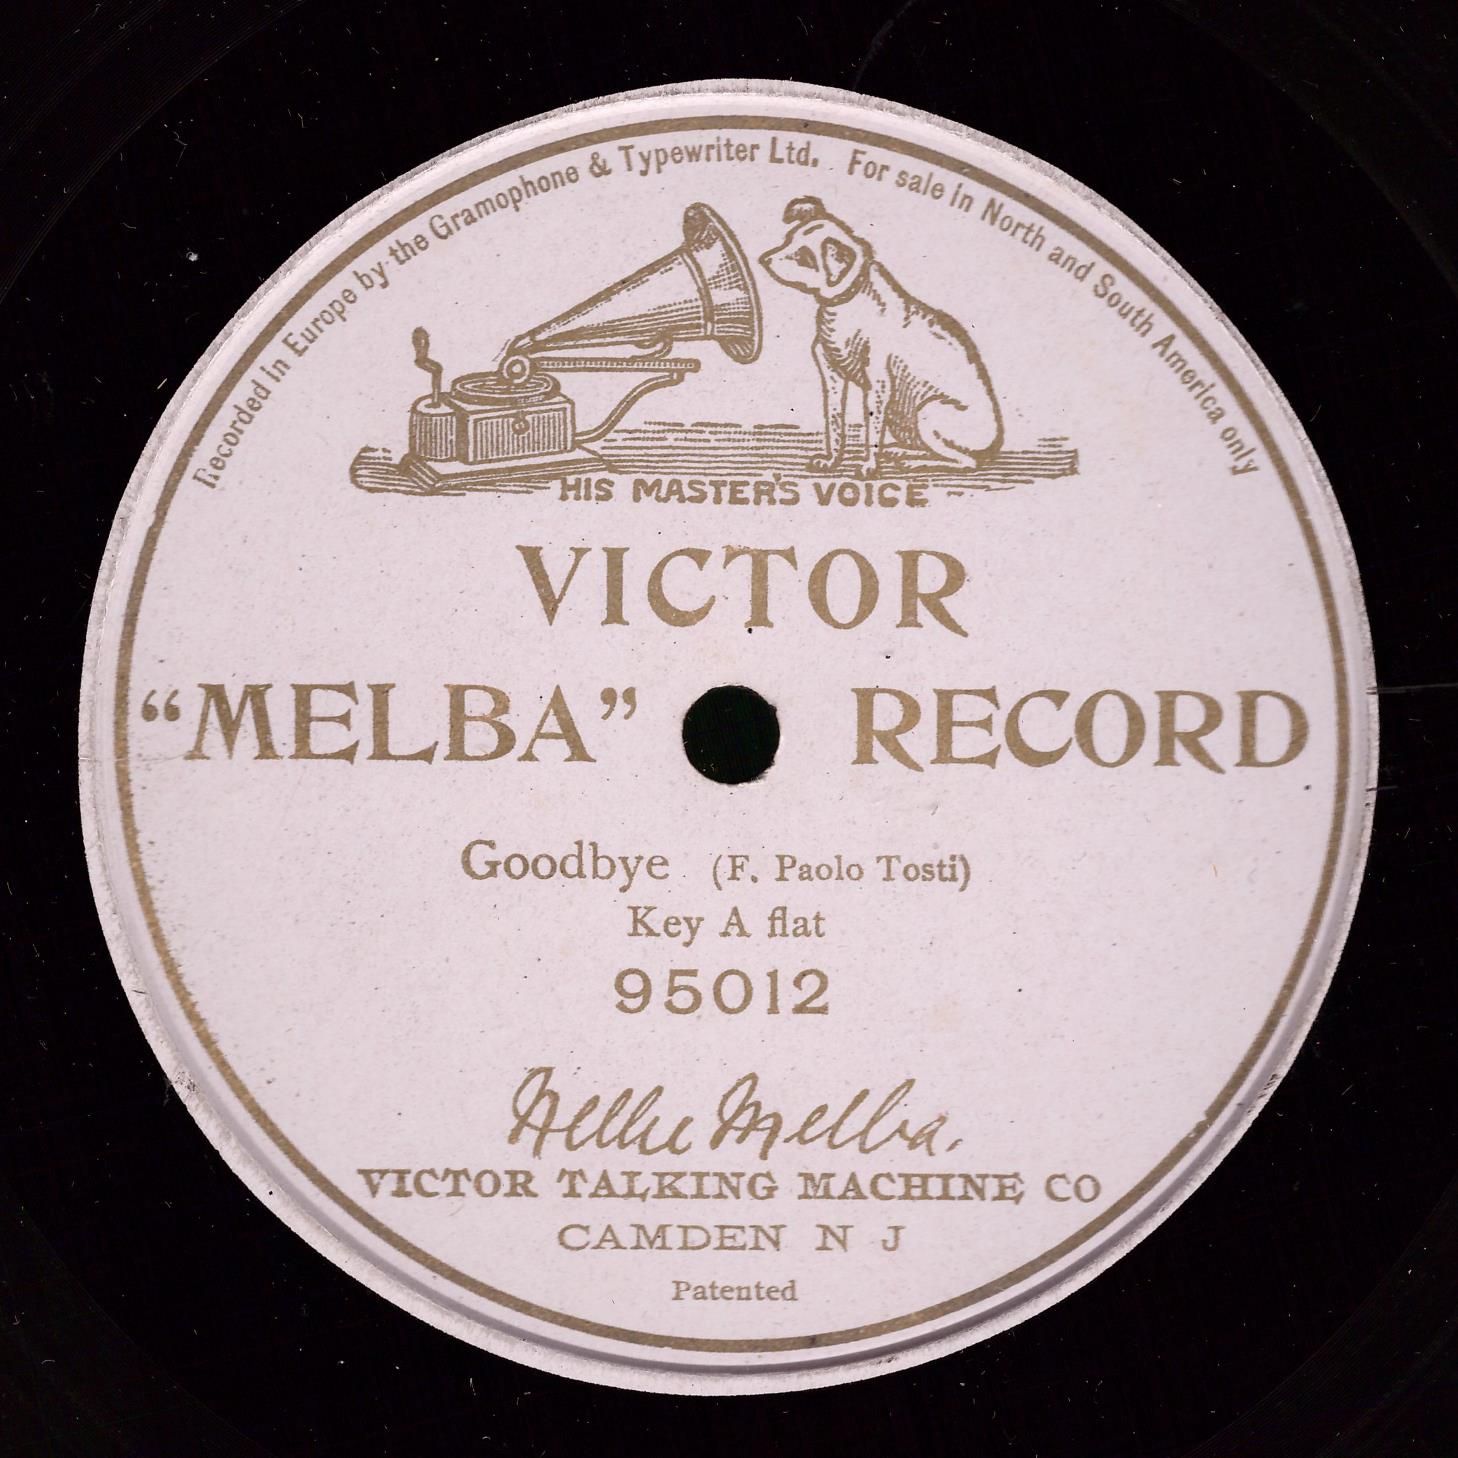 Recorded in Europe by the Gramophone & Typewriter Ltd. For sale in North and South America only
HIS MASTER'S VOICE
VICTOR
“MELBA” RECORD
Goodbye (F. Paolo Tosti)
Key A flat
95012
Nellie Melba.
VICTOR TALKING MACHINE CO
CAMDEN N J
Patented